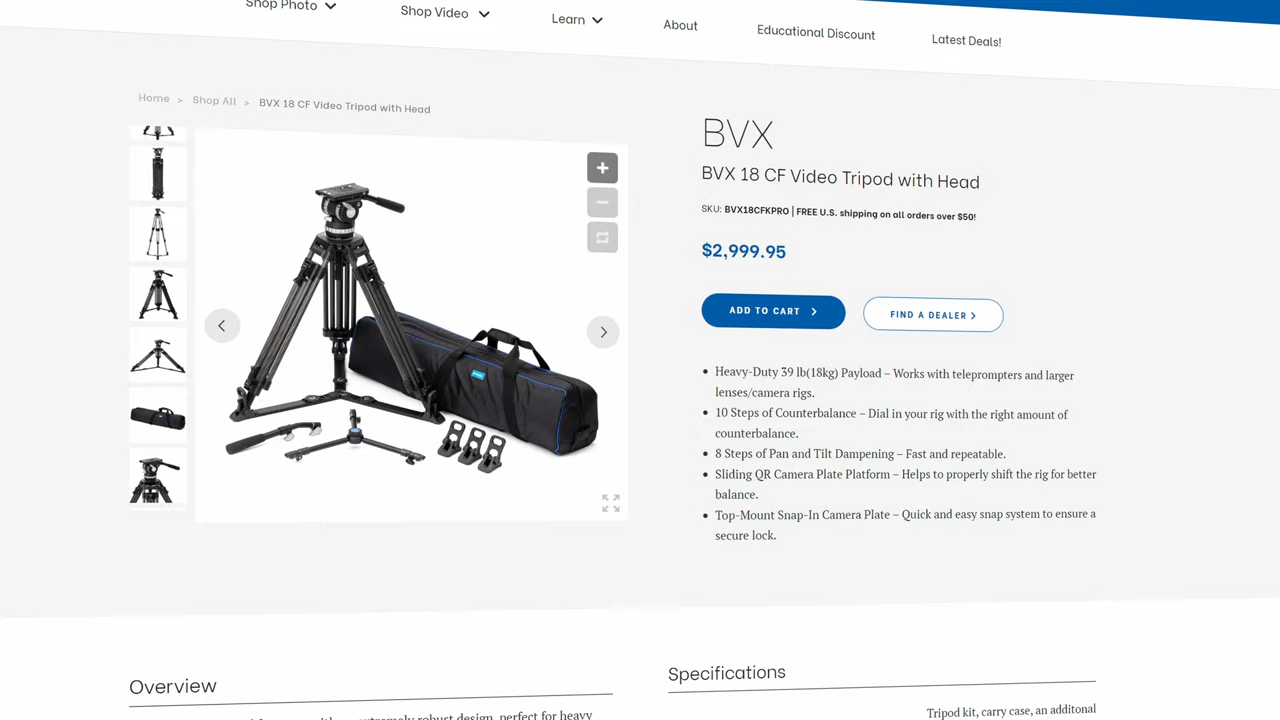 Shop Photo
Shop Video
Learn
About
Educational Discount
Latest Deals!
Home > Shop All > BVX 18 CF Video Tripod with Head
BVX
BVX 18 CF Video Tripod with Head
SKU: BVX18CFKPRO | FREE U.S. shipping on all orders over $50!
$2,999.95
ADD TO CART
FIND A DEALER
• Heavy-Duty 39 lb(18kg) Payload – Works with teleprompters and larger
lenses/camera rigs.
• 10 Steps of Counterbalance – Dial in your rig with the right amount of
counterbalance.
• 8 Steps of Pan and Tilt Dampening – Fast and repeatable.
• Sliding QR Camera Plate Platform – Helps to properly shift the rig for better
balance.
• Top-Mount Snap-In Camera Plate – Quick and easy snap system to ensure a
secure lock.
Overview
extremely robust design, perfect for heavy
Specifications
Tripod kit, carry case, an additonal